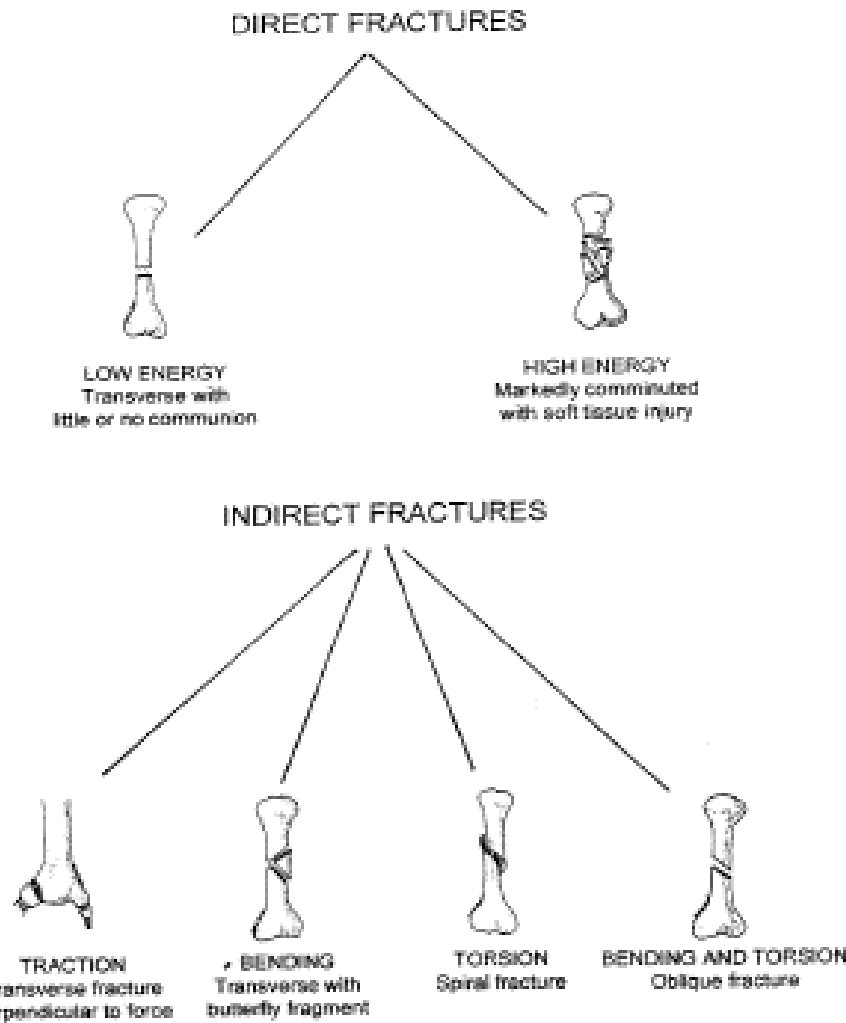 DIRECT FRACTURES
LOW ENERGY
Transverse with
little or no communion
HIGH ENERGY
Markedly comminuted
with soft tissue injury
INDIRECT FRACTURES
TRACTION
ransverse fracture
rpendicular to force
BENDING
Transverse with
butterfly fragment
TORSION
Spiral fracture
BENDING AND TORSION
Oblique fracture